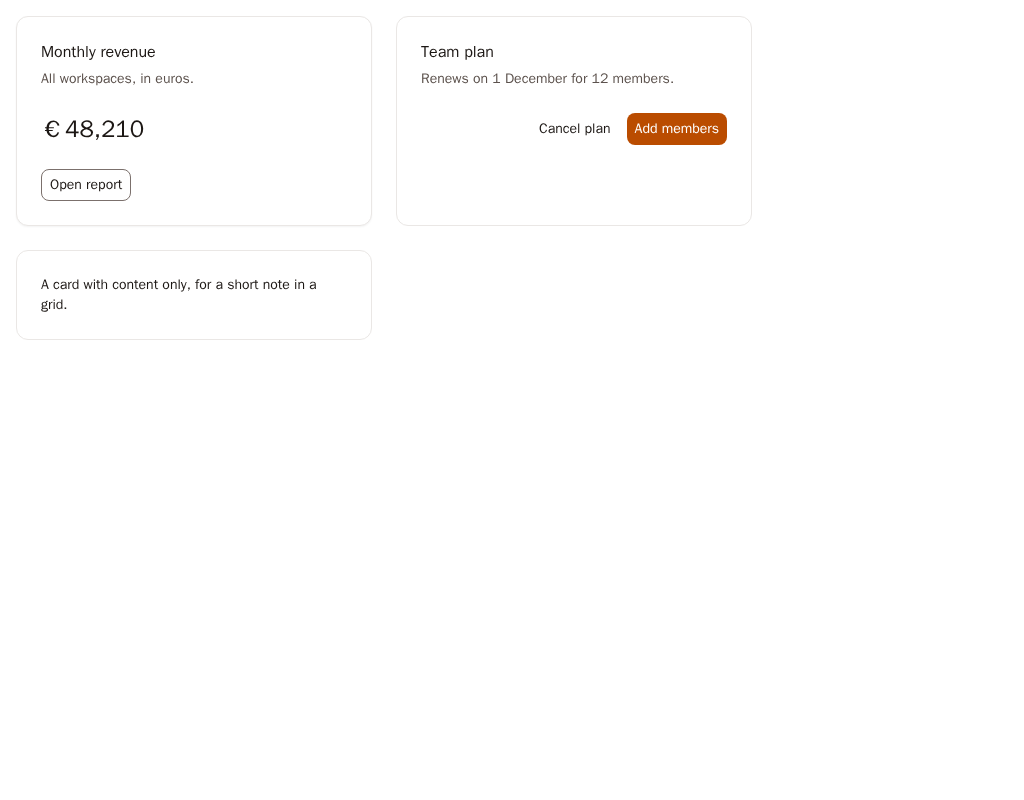 Monthly revenue
All workspaces, in euros.
€ 48,210
Open report
Team plan
Renews on 1 December for 12 members.
Cancel plan
Add members
A card with content only, for a short note in a
grid.